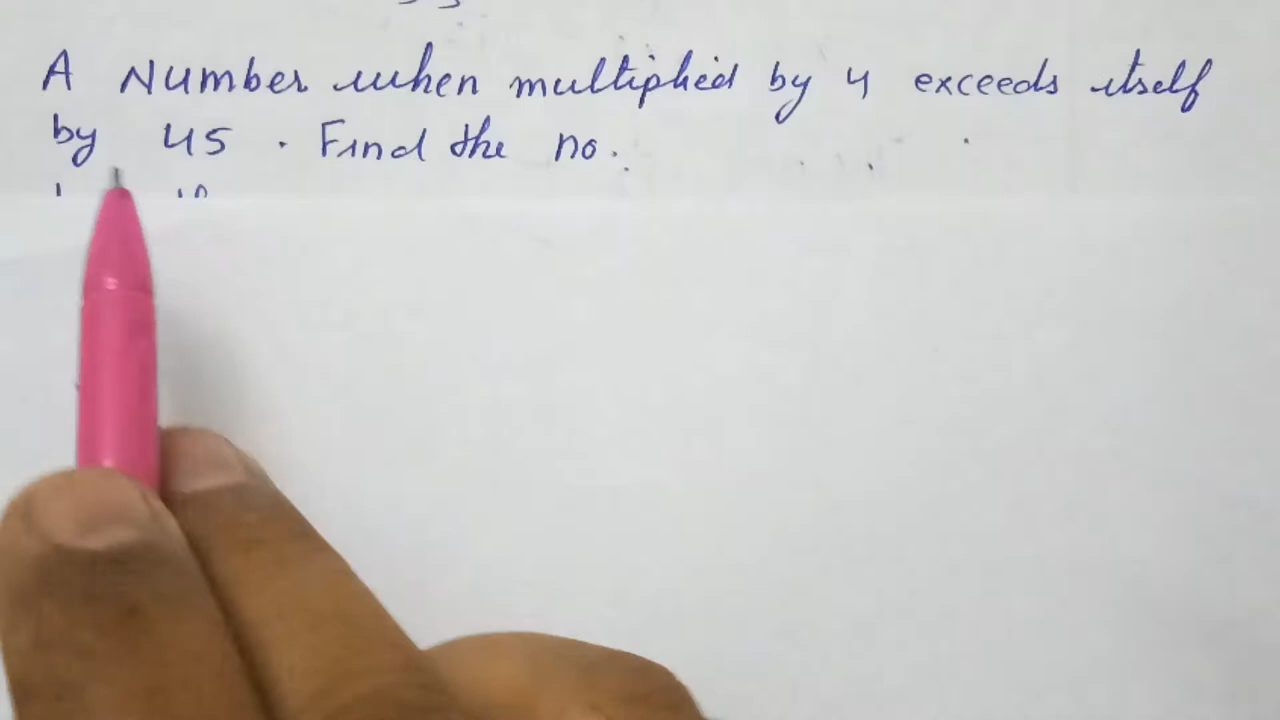 A Number when multiplied by 4 exceeds itself
by 45 . Find the no.